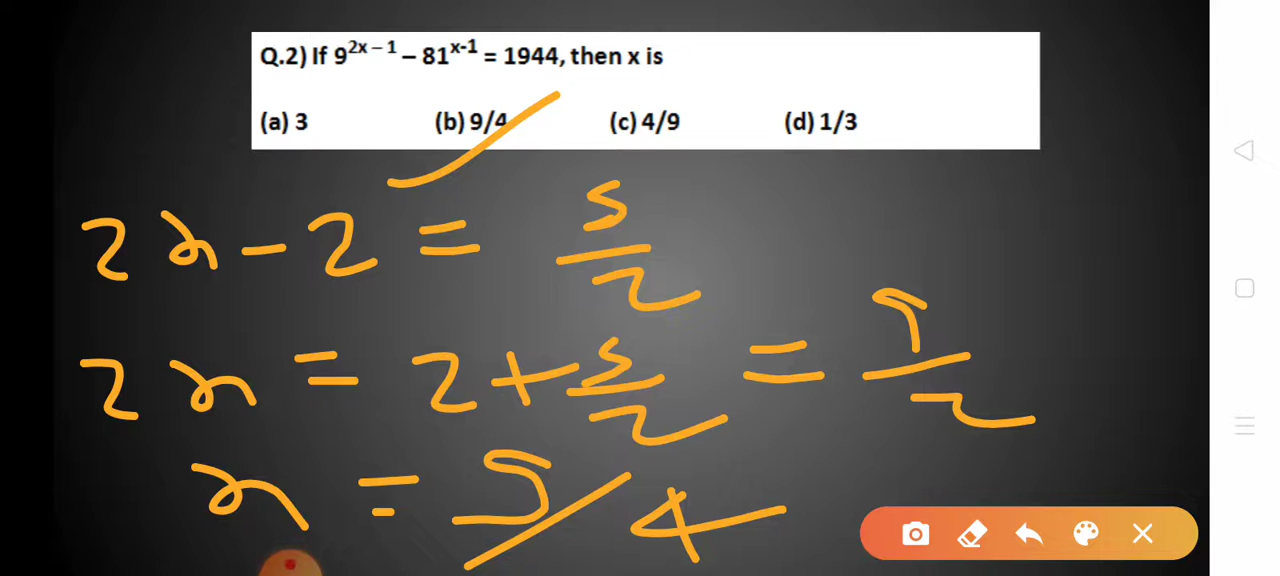 Q.2) If 9^(2x – 1) – 81^(x-1) = 1944, then x is
(a) 3 (b) 9/4 (c) 4/9 (d) 1/3
2x - 2 = 5/2
2x = 2 + 5/2 = 9/2
x = 9/4